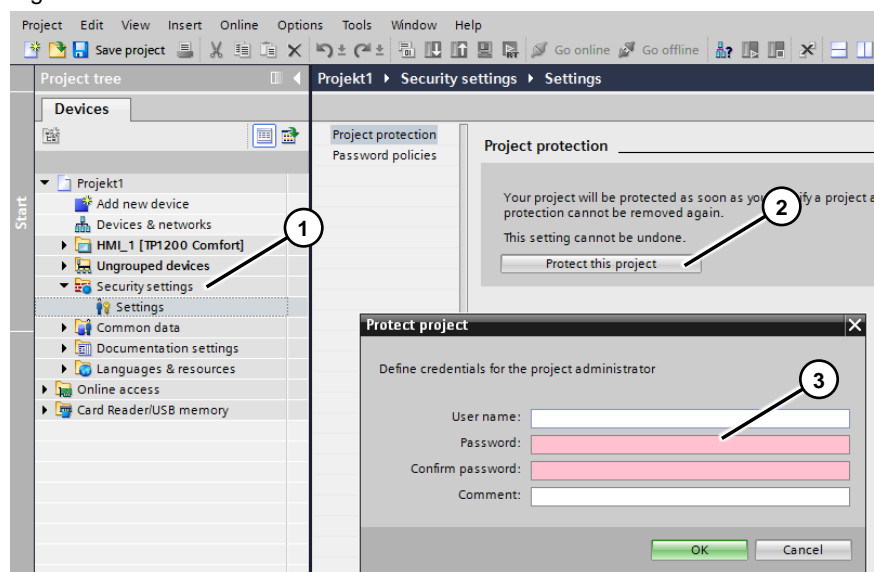 Project Edit View Insert Online Options Tools Window Help
Save project Go online Go offline
Project tree
Projekt1 Security settings Settings
Devices
Start
Projekt1
Add new device
Devices & networks
HMI_1 [TP1200 Comfort]
Ungrouped devices
Security settings
Settings
Common data
Documentation settings
Languages & resources
Online access
Card Reader/USB memory
1
Project protection
Password policies
Project protection
Your project will be protected as soon as project a
protection cannot be removed again.
This setting cannot be undone.
Protect this project
2
Protect project
Define credentials for the project administrator
3
User name:
Password:
Confirm password:
Comment:
OK Cancel